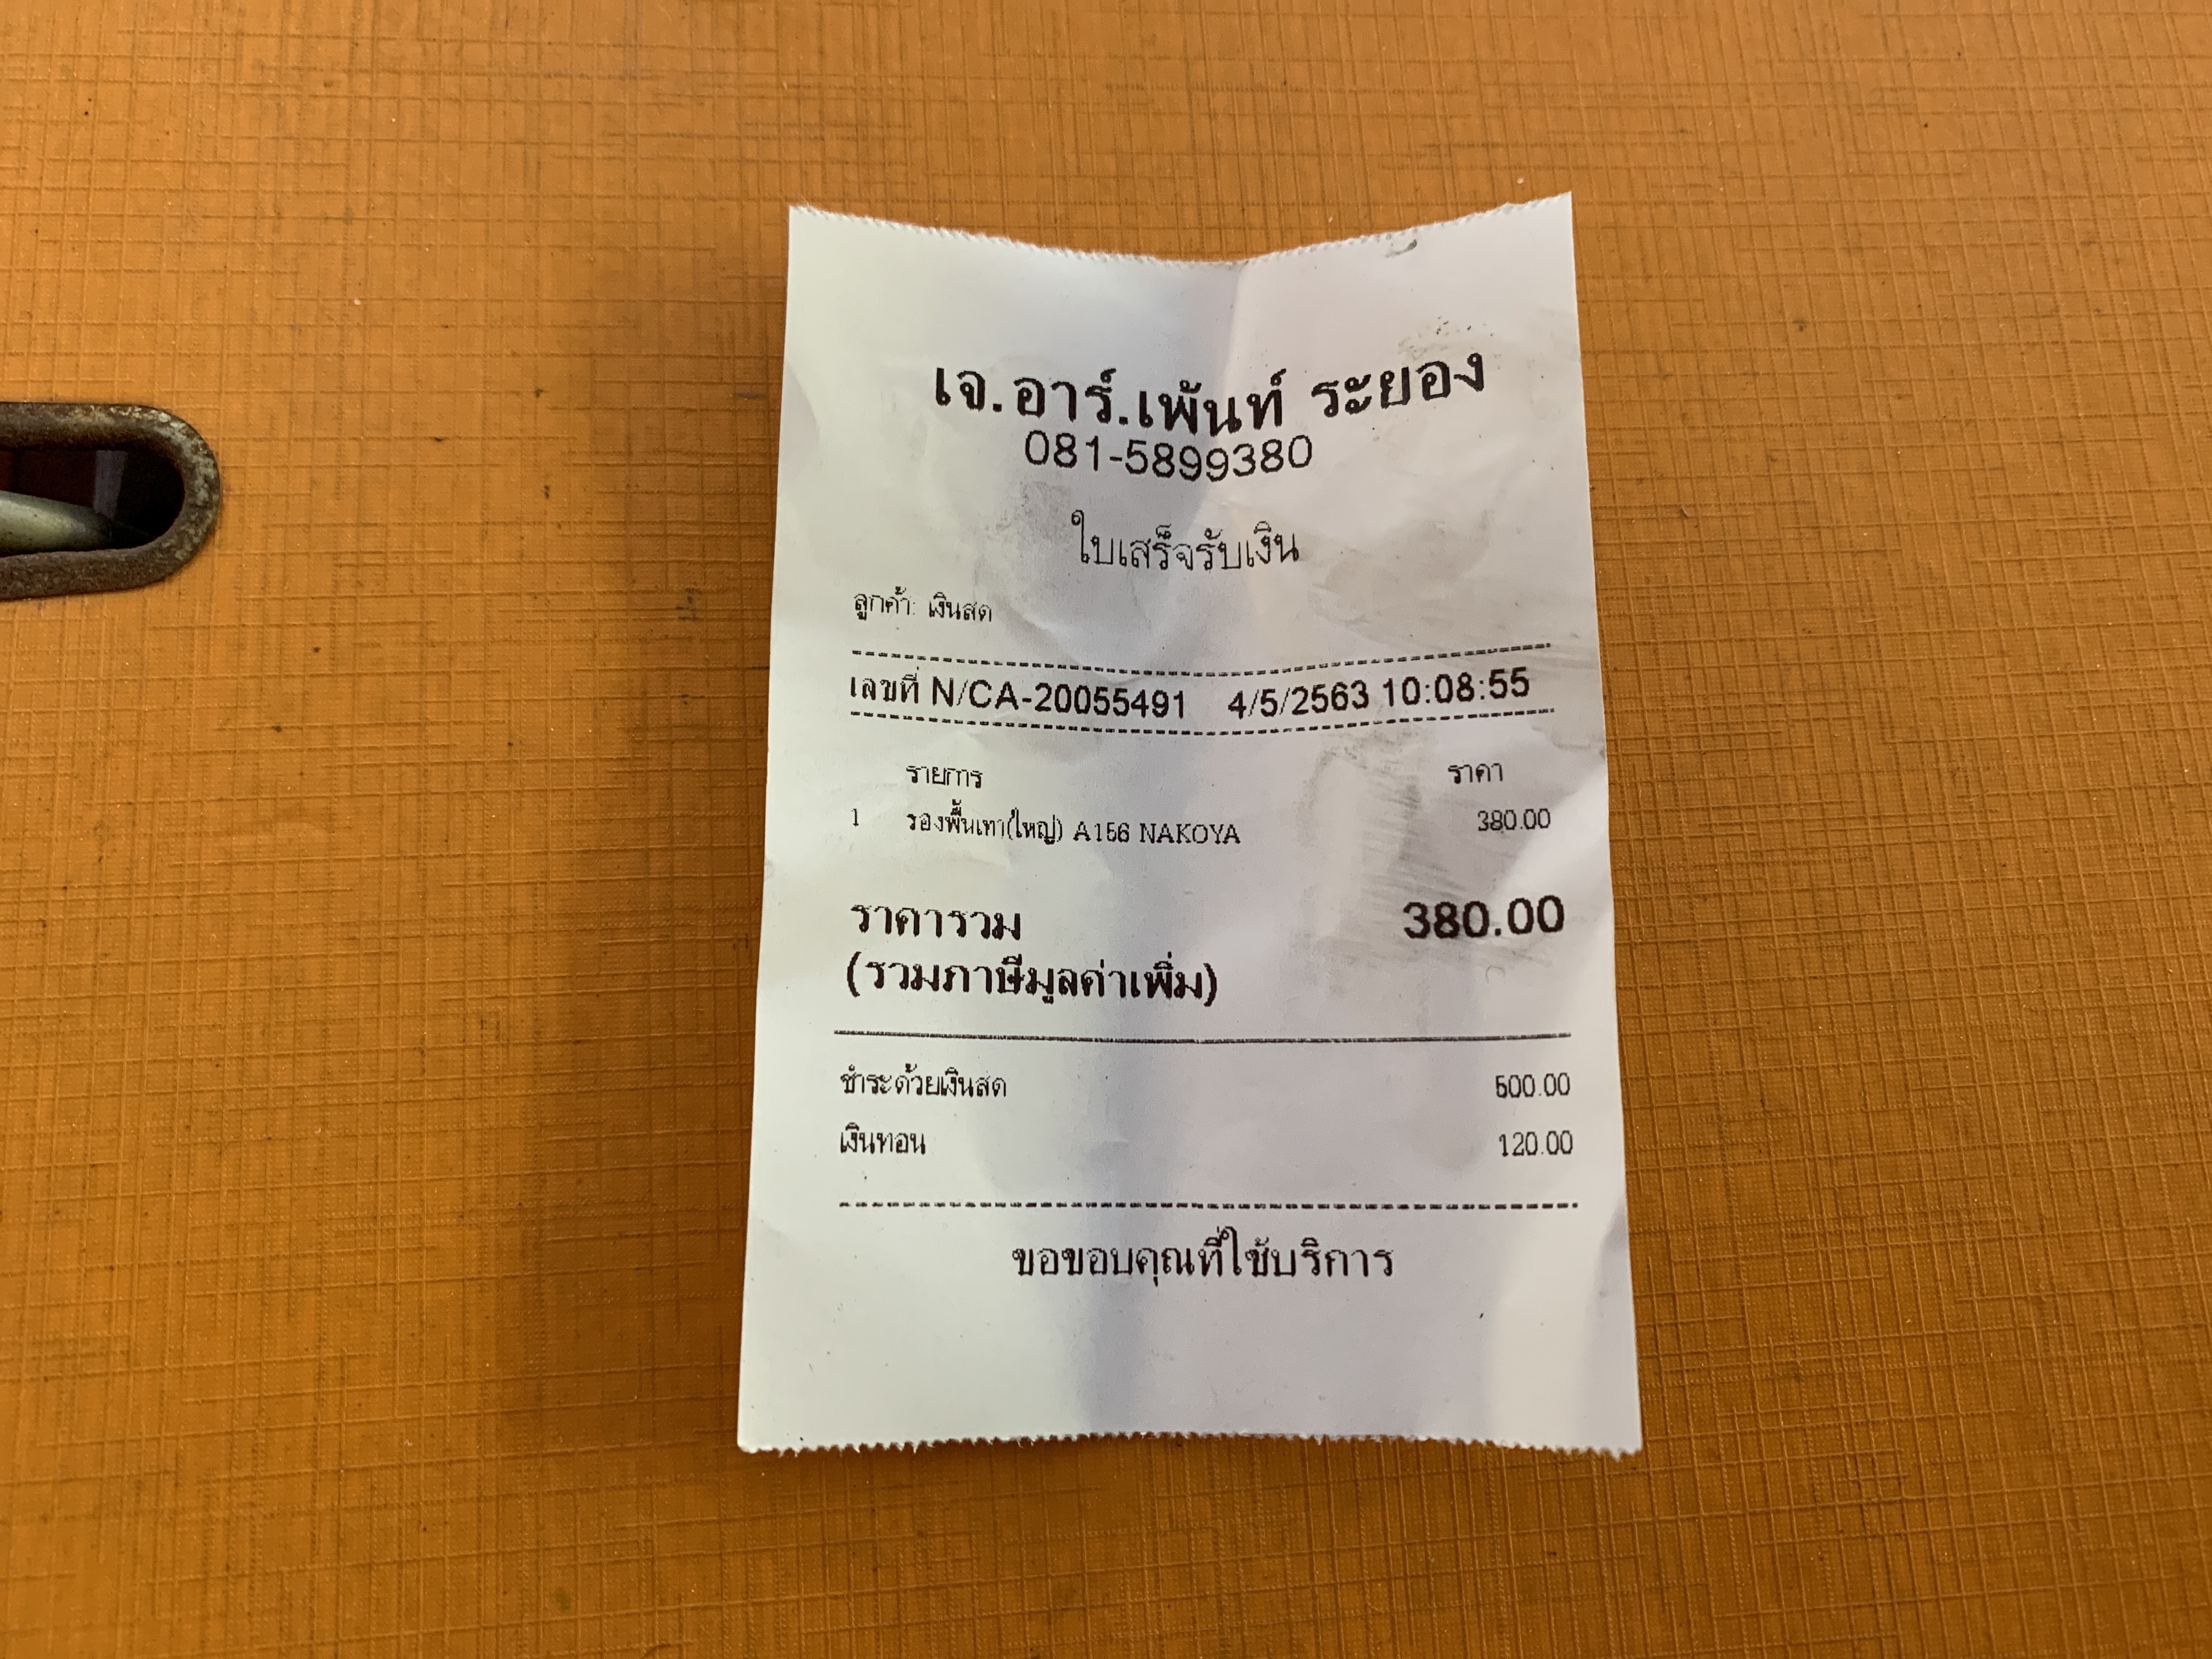 เจ.อาร์.เพ้นท์ ระยอง
081-5899380
ใบเสร็จรับเงิน
ลูกค้า: เงินสด
เลขที่ N/CA-20055491 4/5/2563 10:08:55
รายการ ราคา
1 รองพื้นเทา(ใหญ่) A156 NAKOYA 380.00
ราคารวม 380.00
(รวมภาษีมูลค่าเพิ่ม)
ชำระด้วยเงินสด 500.00
เงินทอน 120.00
ขอขอบคุณที่ใช้บริการ